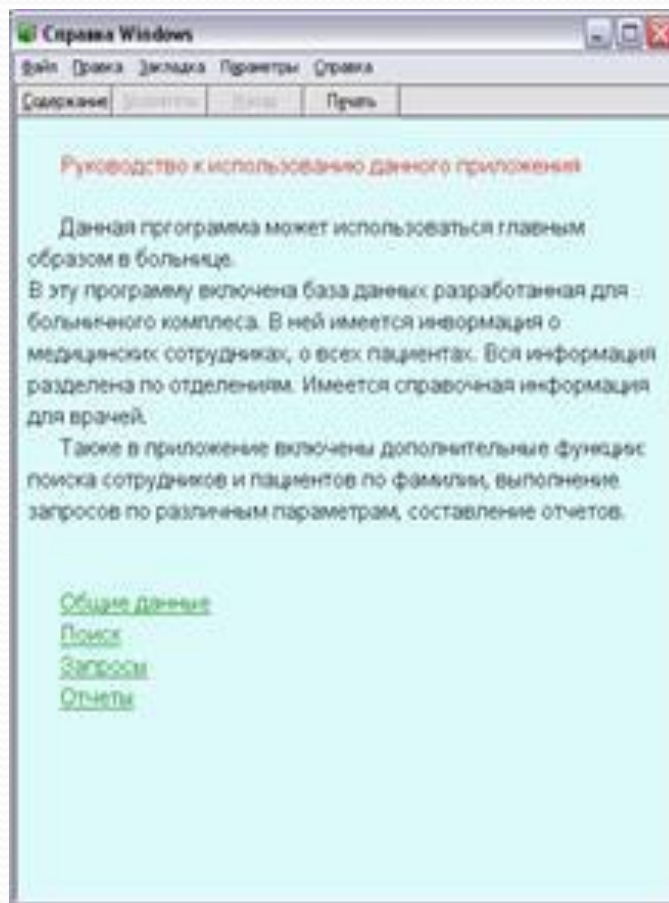 Справка Windows
Файл Правка Закладка Параметры Справка
Содержание Указатель Назад Печать
Руководство к использованию данного приложения
Данная прогрограмма может использоваться главным
образом в больнице.
В эту программу включена база данных разработанная для
больничного комплеса. В ней имеется инвормация о
медицинских сотрудниках, о всех пациентах. Вся информация
разделена по отделениям. Имеется справочная информация
для врачей.
Также в приложение включены дополнительные функции:
поиска сотрудников и пациентов по фамилии, выполнение
запросов по различным параметрам, составление отчетов.
Общие данные
Поиск
Запросы
Отчеты